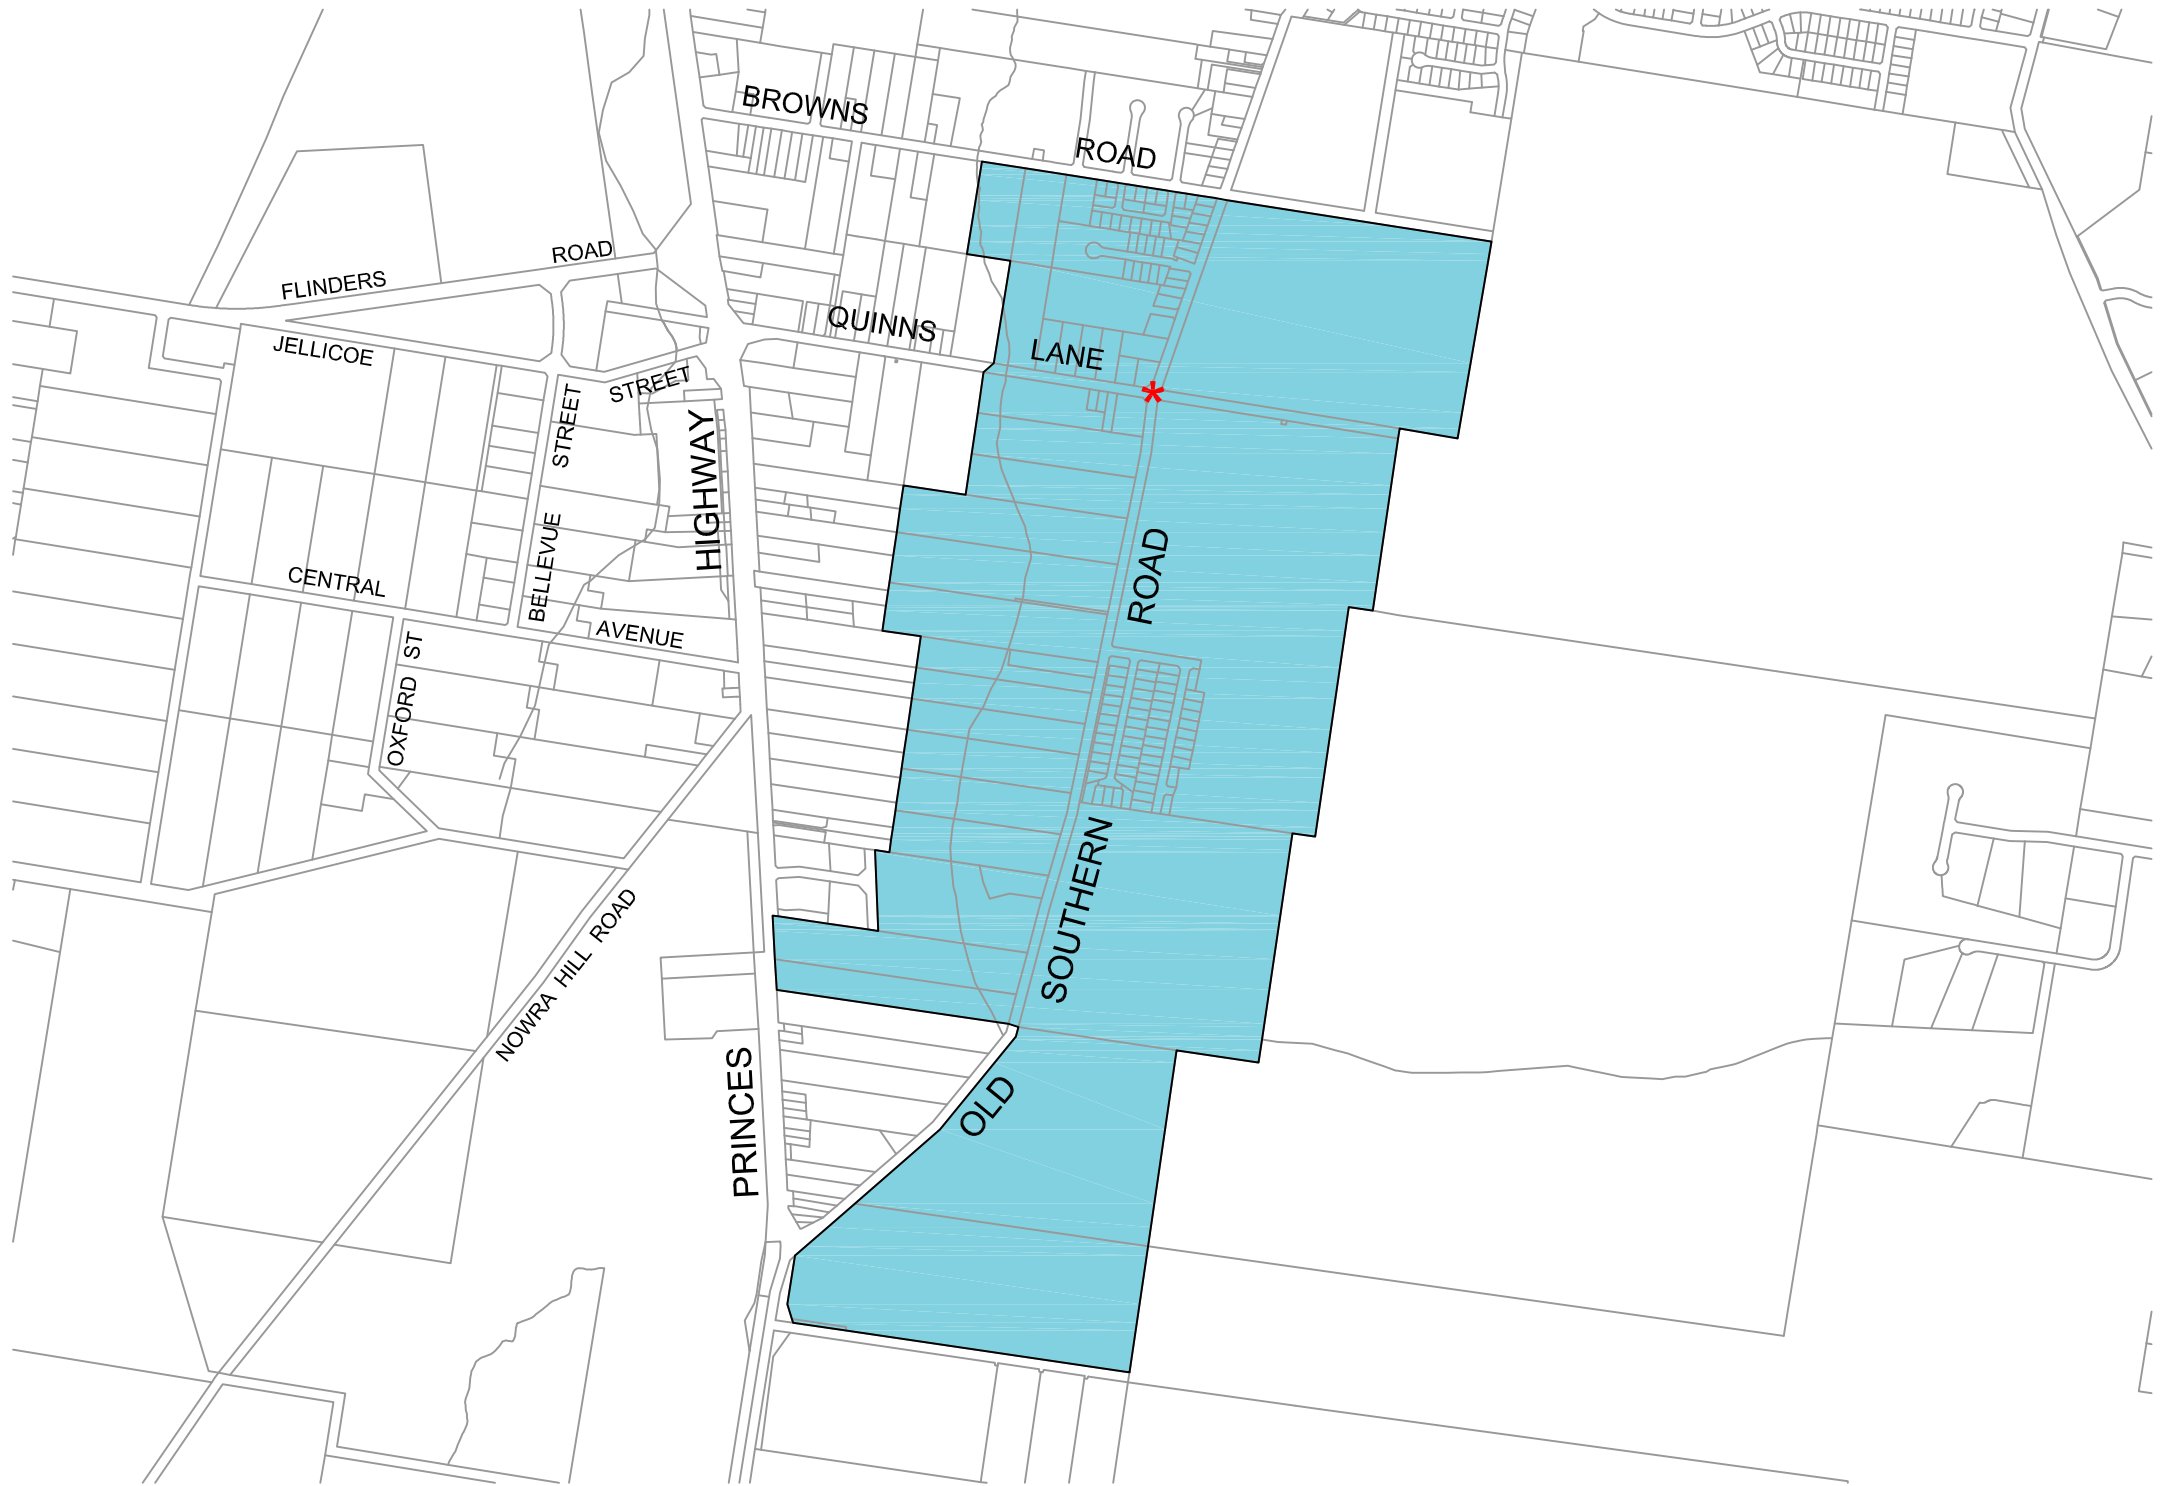 BROWNS
ROAD
FLINDERS
ROAD
QUINNS
LANE
JELLICOE
STREET
HIGHWAY
STREET
BELLEVUE
CENTRAL
AVENUE
OXFORD ST
ROAD
SOUTHERN
OLD
NOWRA HILL ROAD
PRINCES
*